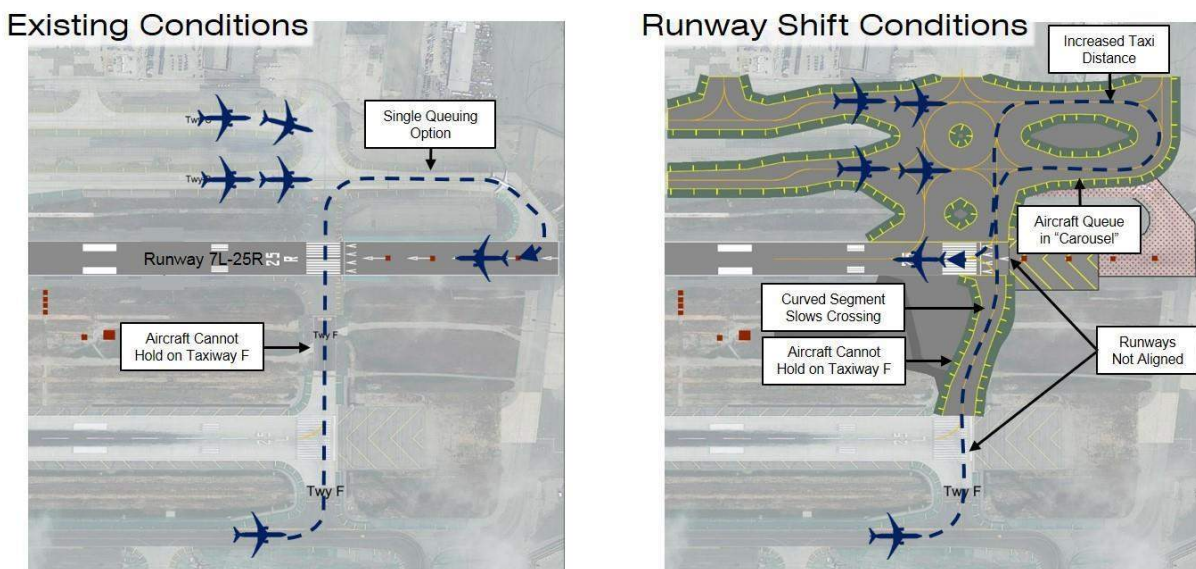 Existing Conditions
Single Queuing
Option
Twy
Twy
Runway 7L-25R
25
R
Aircraft Cannot
Hold on Taxiway F
Twy F
Twy F
Runway Shift Conditions
Increased Taxi
Distance
Aircraft Queue
in “Carousel”
Curved Segment
Slows Crossing
Aircraft Cannot
Hold on Taxiway F
Runways
Not Aligned
Twy F